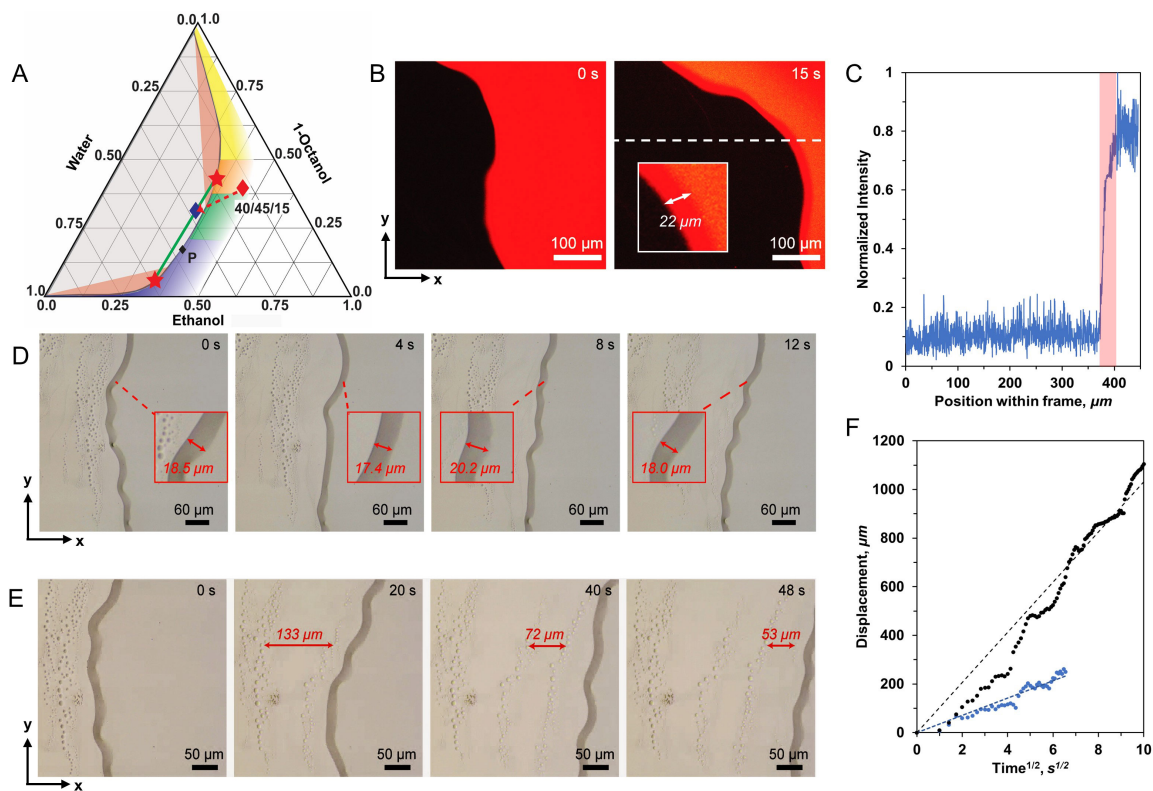 A
0.0 1.0
0.25
0.75
Water
1-Octanol
0.50
0.50
0.75
40/45/15
0.25
P
1.0
0.0
0.0
0.25
0.50
0.75
1.0
Ethanol
B
0 s
15 s
22 µm
100 µm
100 µm
y
x
C
1
0.8
0.6
0.4
0.2
0
Normalized Intensity
0
100
200
300
400
Position within frame, µm
D
0 s
4 s
8 s
12 s
18.5 µm
17.4 µm
20.2 µm
18.0 µm
60 µm
60 µm
60 µm
60 µm
y
x
E
0 s
20 s
40 s
48 s
133 µm
72 µm
53 µm
50 µm
50 µm
50 µm
50 µm
y
x
F
1200
1000
800
600
400
200
0
Displacement, µm
0
2
4
6
8
10
Time1/2, s1/2